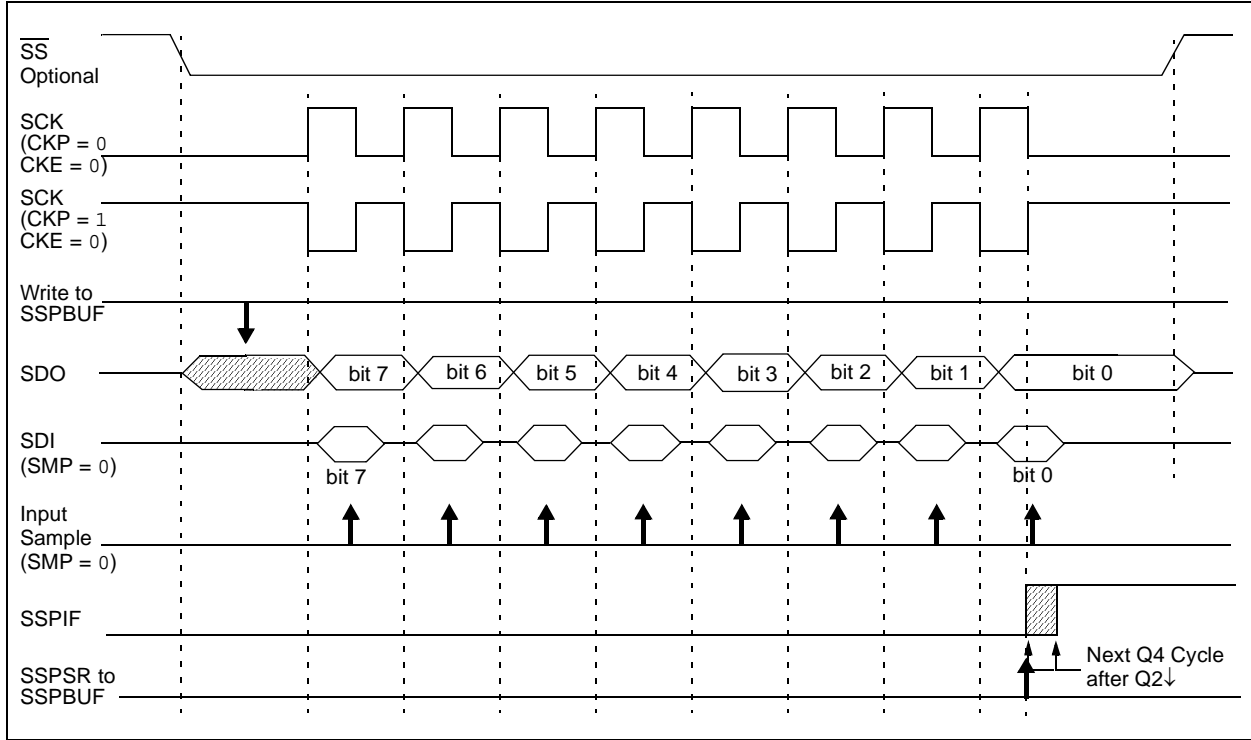 SS
Optional
SCK
(CKP = 0
CKE = 0)
SCK
(CKP = 1
CKE = 0)
Write to
SSPBUF
SDO
bit 7 bit 6 bit 5 bit 4 bit 3 bit 2 bit 1 bit 0
SDI
(SMP = 0)
bit 7 bit 0
Input
Sample
(SMP = 0)
SSPIF
Next Q4 Cycle
after Q2↓
SSPSR to
SSPBUF